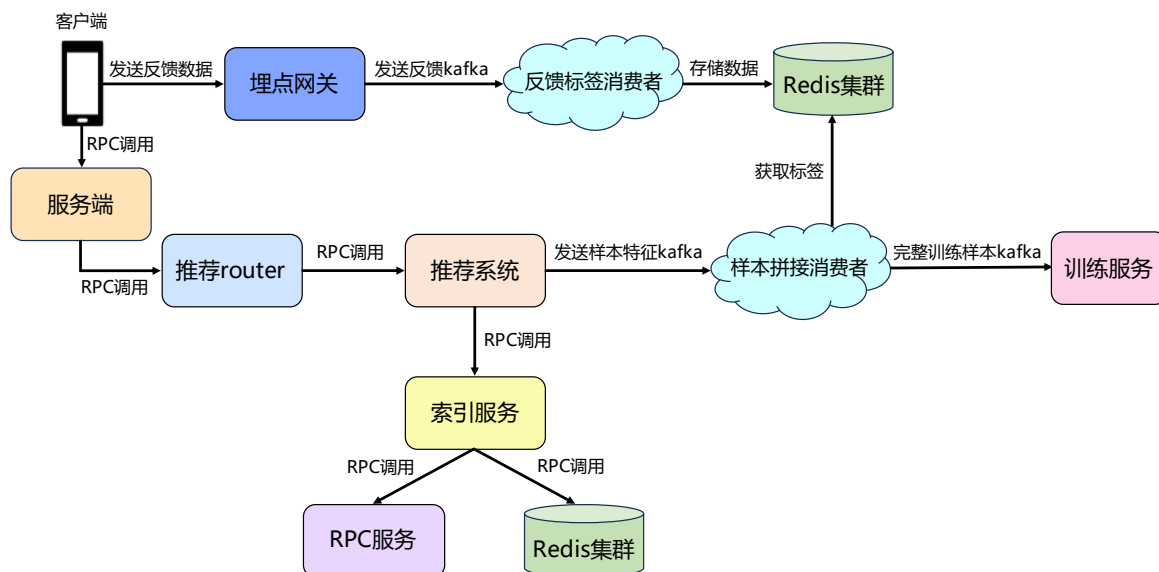 客户端
发送反馈数据
埋点网关
发送反馈kafka
反馈标签消费者
存储数据
Redis集群
RPC调用
获取标签
服务端
RPC调用
推荐router
RPC调用
推荐系统
发送样本特征kafka
样本拼接消费者
完整训练样本kafka
训练服务
RPC调用
索引服务
RPC调用
RPC调用
RPC服务
Redis集群